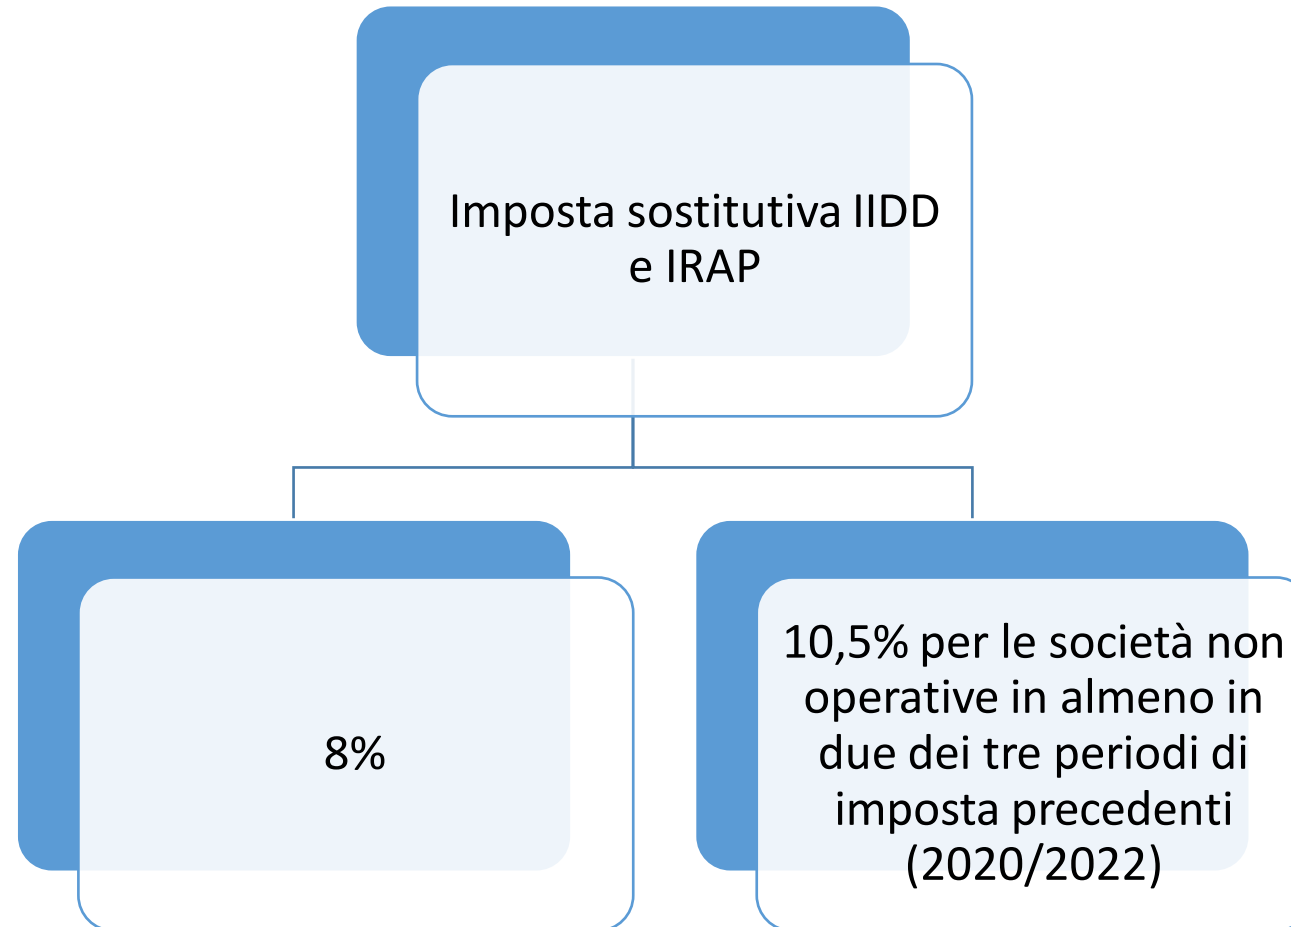 Imposta sostitutiva IIDD
e IRAP
8%
10,5% per le società non
operative in almeno in
due dei tre periodi di
imposta precedenti
(2020/2022)